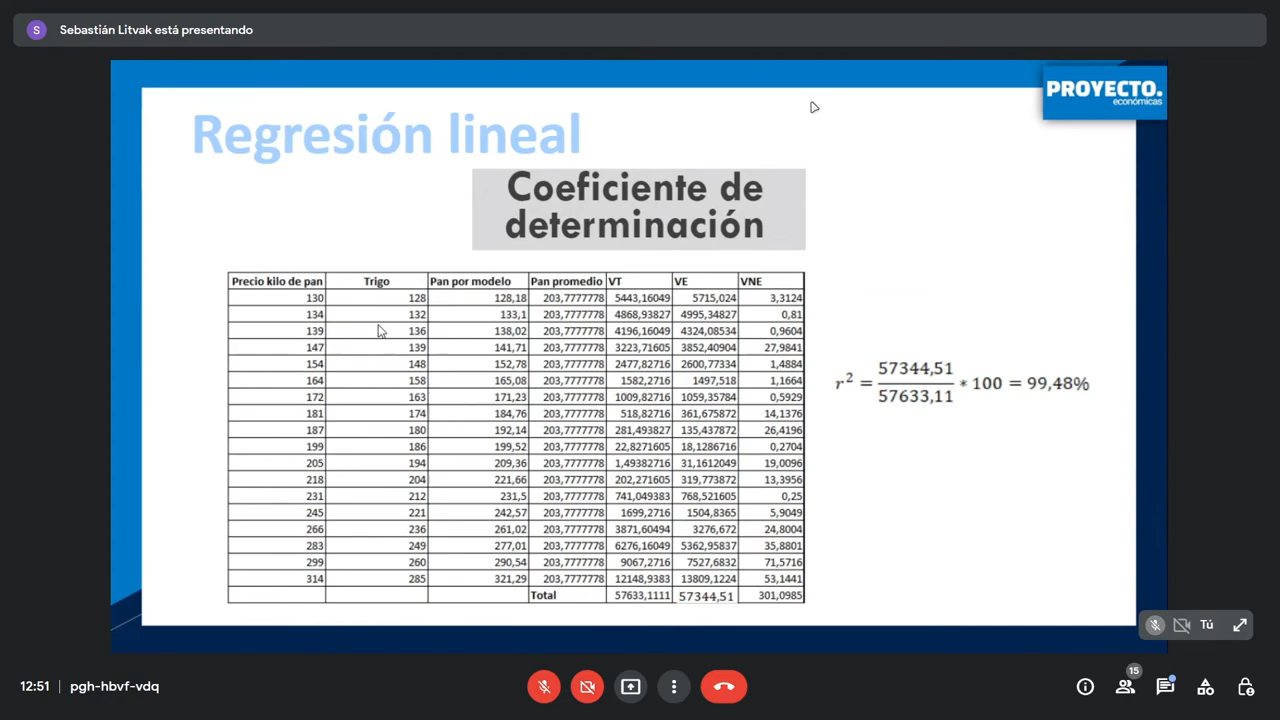 S Sebastián Litvak está presentando
PROYECTO.
económicas
Regresión lineal
Coeficiente de
determinación
Precio kilo de pan Trigo Pan por modelo Pan promedio VT VE VNE
130 128 128,18 203,7777778 5443,16049 5715,024 3,3124
134 132 133,1 203,7777778 4868,93827 4995,34827 0,81
139 136 138,02 203,7777778 4196,16049 4324,08534 0,9604
147 139 141,71 203,7777778 3223,71605 3852,40904 27,9841
154 148 152,78 203,7777778 2477,82716 2600,77334 1,4884
164 158 165,08 203,7777778 1582,2716 1497,518 1,1664
172 163 171,23 203,7777778 1009,82716 1059,35784 0,5929
181 174 184,76 203,7777778 518,82716 361,675872 14,1376
187 180 192,14 203,7777778 281,493827 135,437872 26,4196
199 186 199,52 203,7777778 22,8271605 18,1286716 0,2704
205 194 209,36 203,7777778 1,49382716 31,1612049 19,0096
218 204 221,66 203,7777778 202,271605 319,773872 13,3956
231 212 231,5 203,7777778 741,049383 768,521605 0,25
245 221 242,57 203,7777778 1699,2716 1504,8365 5,9049
266 236 261,02 203,7777778 3871,60494 3276,672 24,8004
283 249 277,01 203,7777778 6276,16049 5362,95837 35,8801
299 260 290,54 203,7777778 9067,2716 7527,6832 71,5716
314 285 321,29 203,7777778 12148,9383 13809,1224 53,1441
Total 57633,1111 57344,51 301,0985
r² = 57344,51 / 57633,11 * 100 = 99,48%
Tú
12:51 | pgh-hbvf-vdq
15